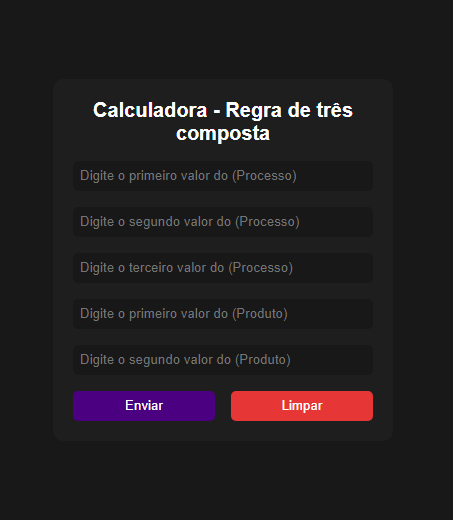 Calculadora - Regra de três
composta
Digite o primeiro valor do (Processo)
Digite o segundo valor do (Processo)
Digite o terceiro valor do (Processo)
Digite o primeiro valor do (Produto)
Digite o segundo valor do (Produto)
Enviar
Limpar